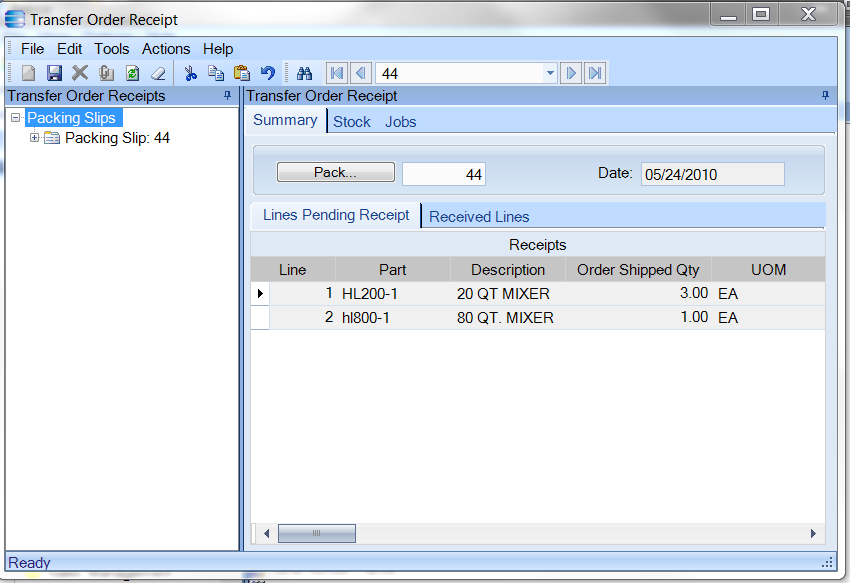 Transfer Order Receipt
File Edit Tools Actions Help
44
Transfer Order Receipts
Packing Slips
Packing Slip: 44
Transfer Order Receipt
Summary Stock Jobs
Pack... 44 Date: 05/24/2010
Lines Pending Receipt Received Lines
Receipts
Line Part Description Order Shipped Qty UOM
1 HL200-1 20 QT MIXER 3.00 EA
2 hl800-1 80 QT. MIXER 1.00 EA
Ready